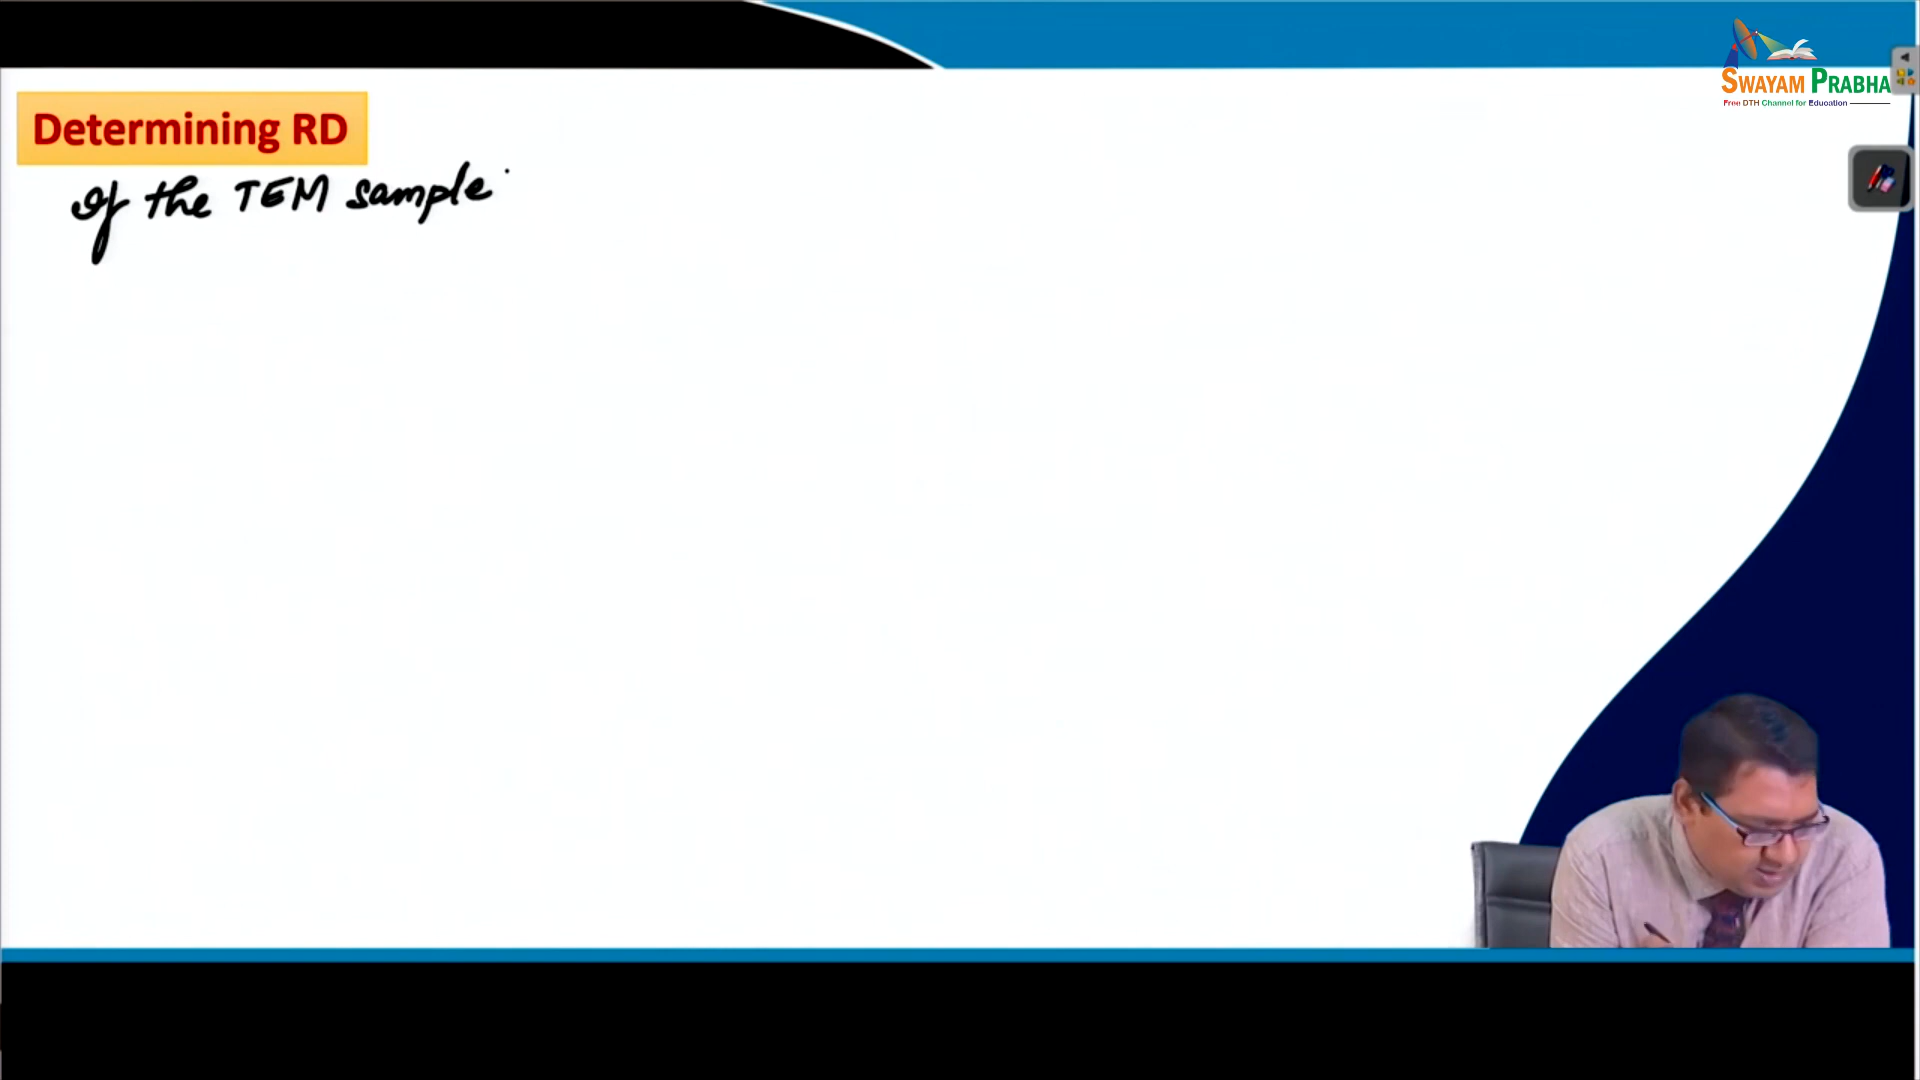 SWAYAM PRABHA
Free DTH Channel for Education
Determining RD
of the TEM sample